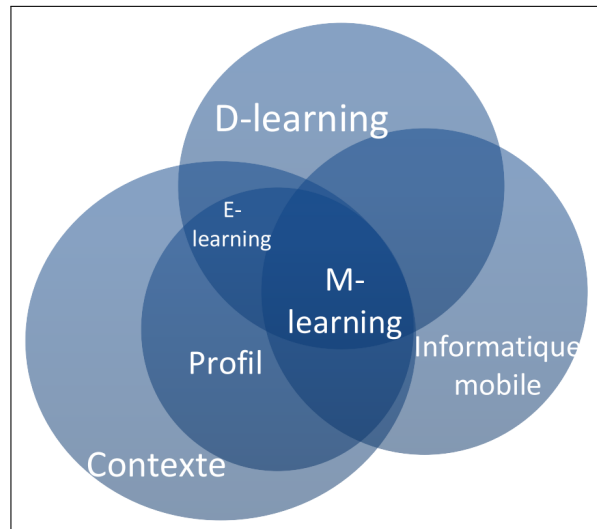 D-learning
E-
learning
M-
learning
Informatique
mobile
Profil
Contexte